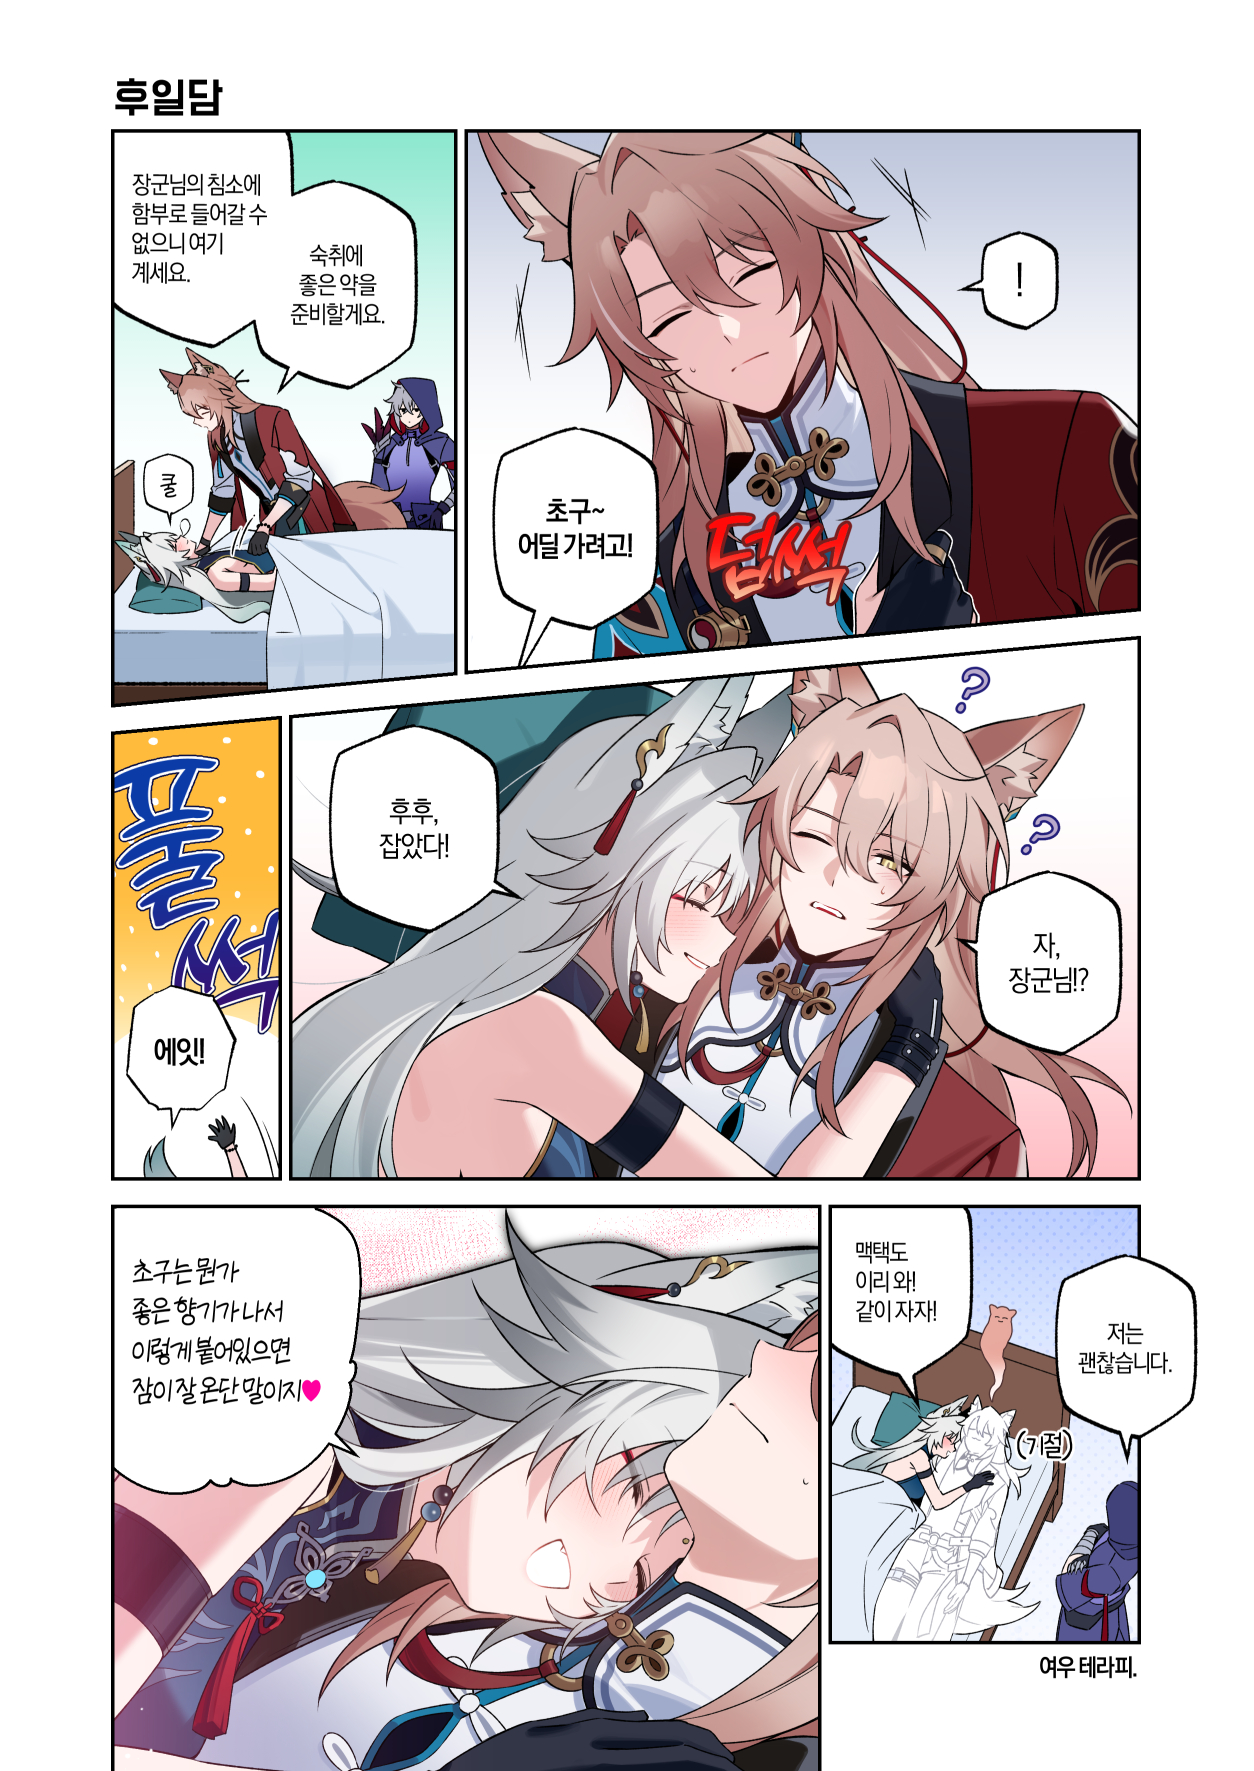 후일담
장군님의 침소에
함부로 들어갈 수
없으니 여기
계세요.
숙취에
좋은 약을
준비할게요.
쿨
!
초구~
어딜 가려고!
덥썩
풀썩
에잇!
후후,
잡았다!
?
?
자,
장군님!?
초구는 뭔가
좋은 향기가 나서
이렇게 붙어있으면
잠이 잘 온단 말이지♥
맥택도
이리 와!
같이 자자!
저는
괜찮습니다.
(기절)
여우 테라피.